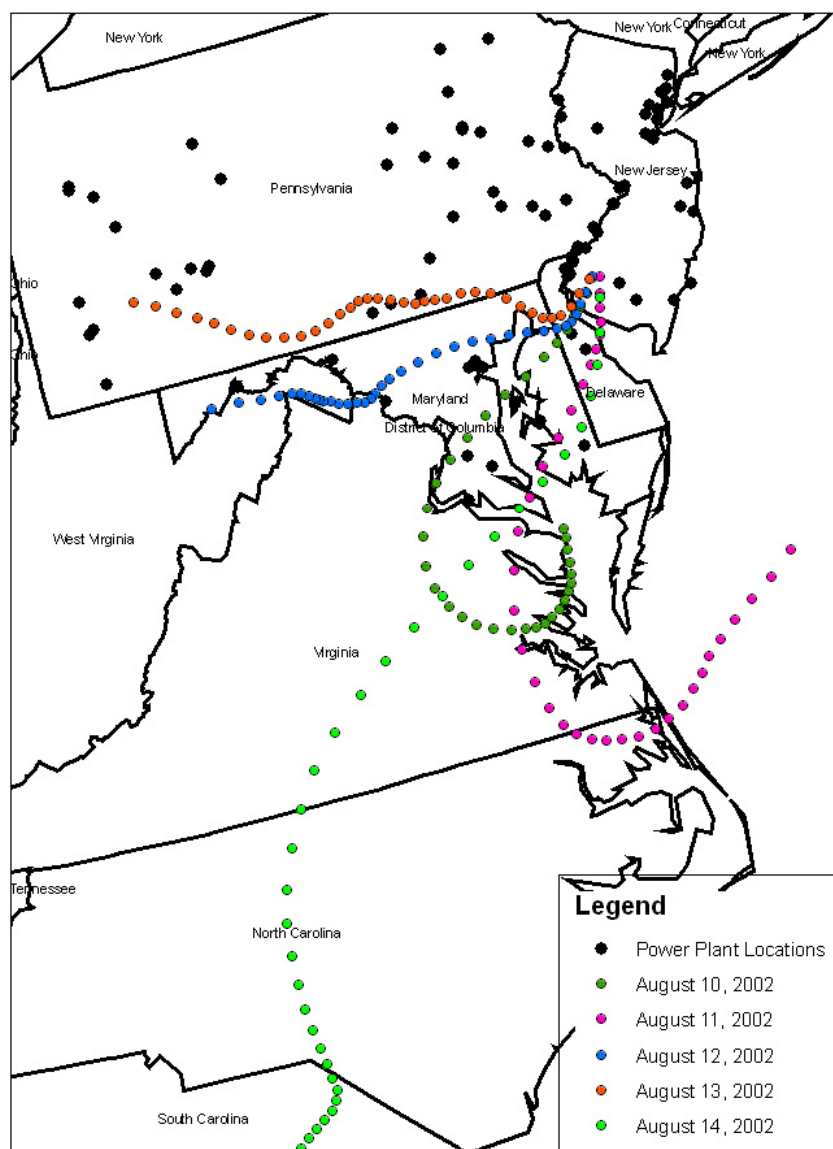 New York
New York
Connecticut
New York
Pennsylvania
New Jersey
Ohio
Ohio
Maryland
Delaware
District of Columbia
West Virginia
Virginia
Tennessee
North Carolina
South Carolina
Legend
Power Plant Locations
August 10, 2002
August 11, 2002
August 12, 2002
August 13, 2002
August 14, 2002